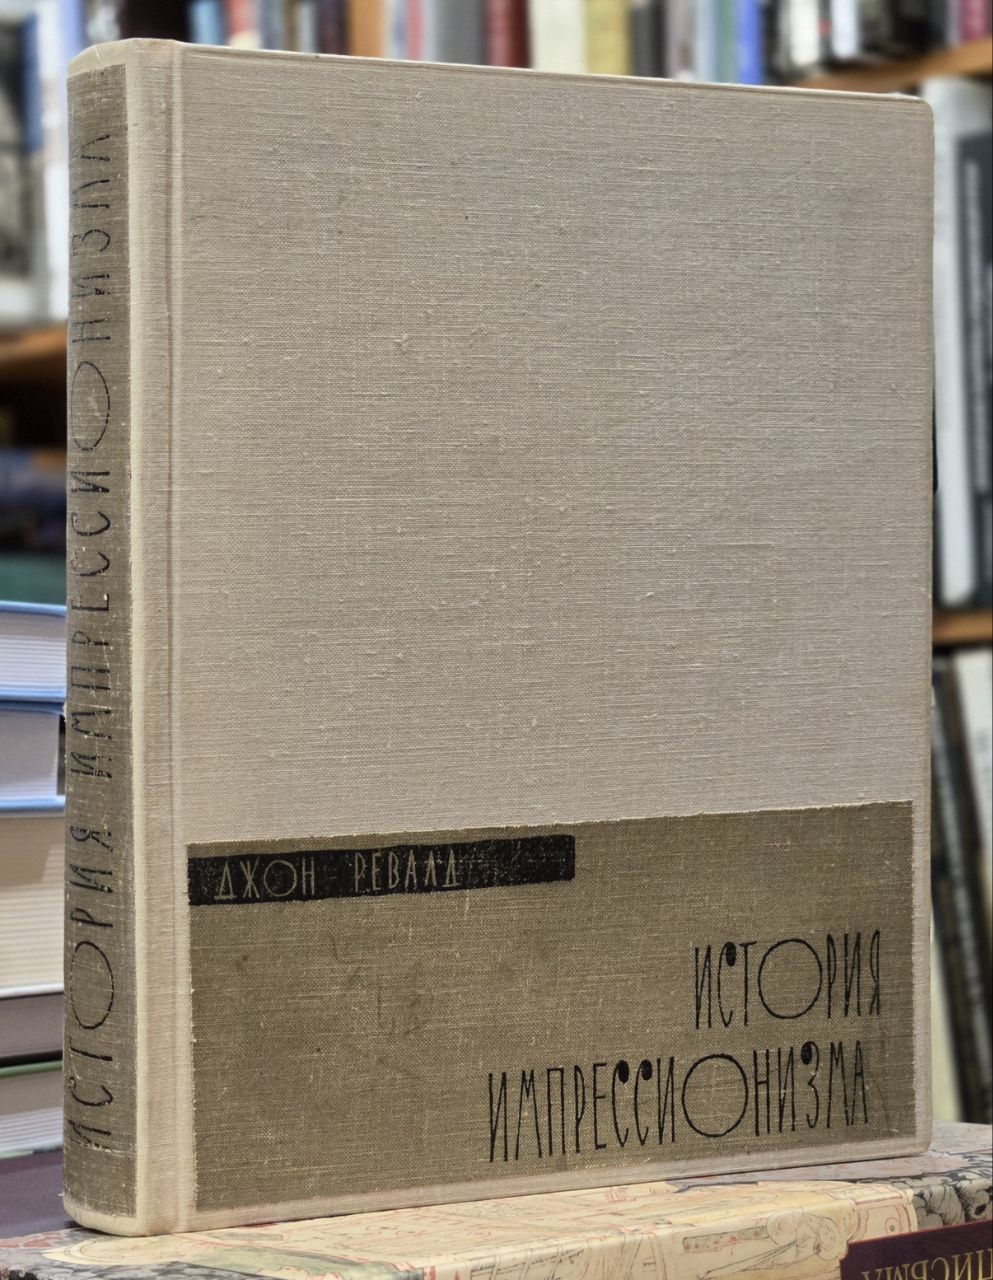 ИСТОРИЯ ИМПРЕССИОНИЗМА
ДЖОН РЕВАЛД
ИСТОРИЯ
ИМПРЕССИОНИЗМА